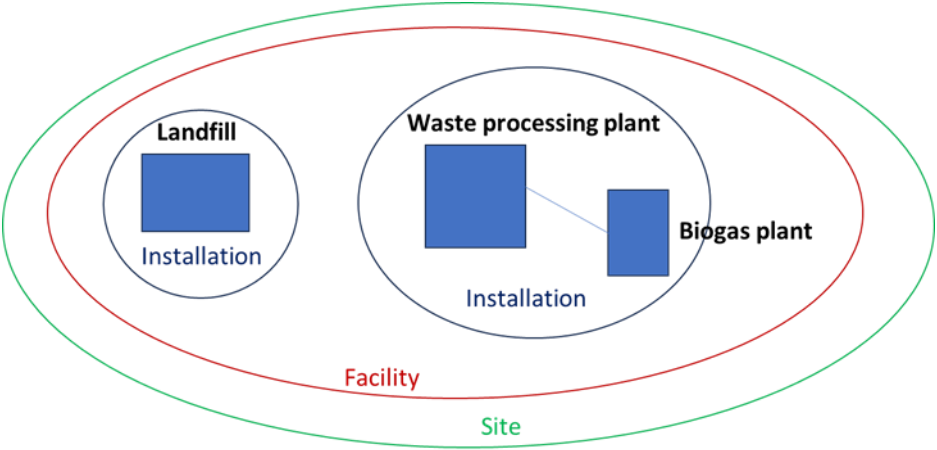 Landfill
Waste processing plant
Biogas plant
Installation
Installation
Facility
Site